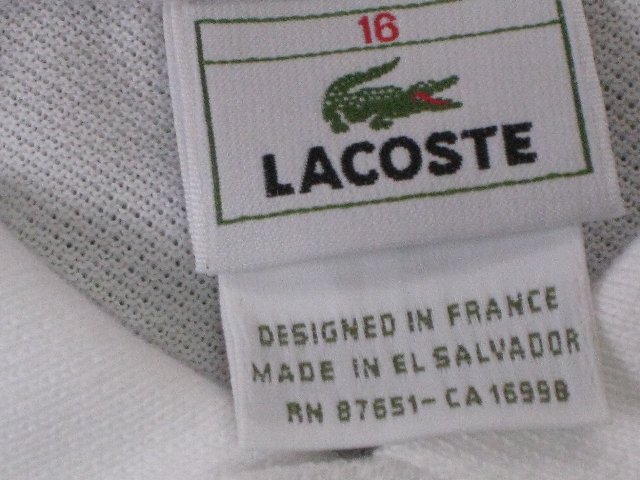 16
LACOSTE
DESIGNED IN FRANCE
MADE IN EL SALVADOR
RN 87651-CA 16998